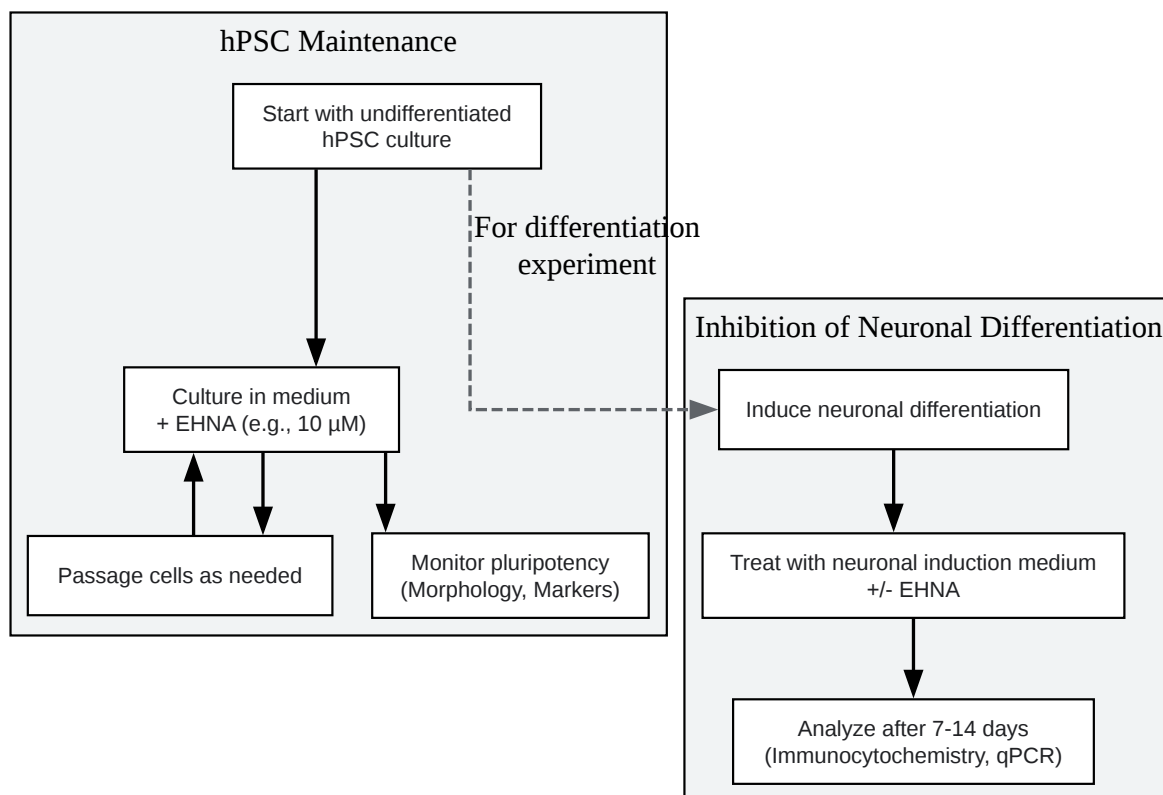 hPSC Maintenance
Start with undifferentiated
hPSC culture
For differentiation
experiment
Culture in medium
+ EHNA (e.g., 10 µM)
Passage cells as needed
Monitor pluripotency
(Morphology, Markers)
Inhibition of Neuronal Differentiation
Induce neuronal differentiation
Treat with neuronal induction medium
+/- EHNA
Analyze after 7-14 days
(Immunocytochemistry, qPCR)